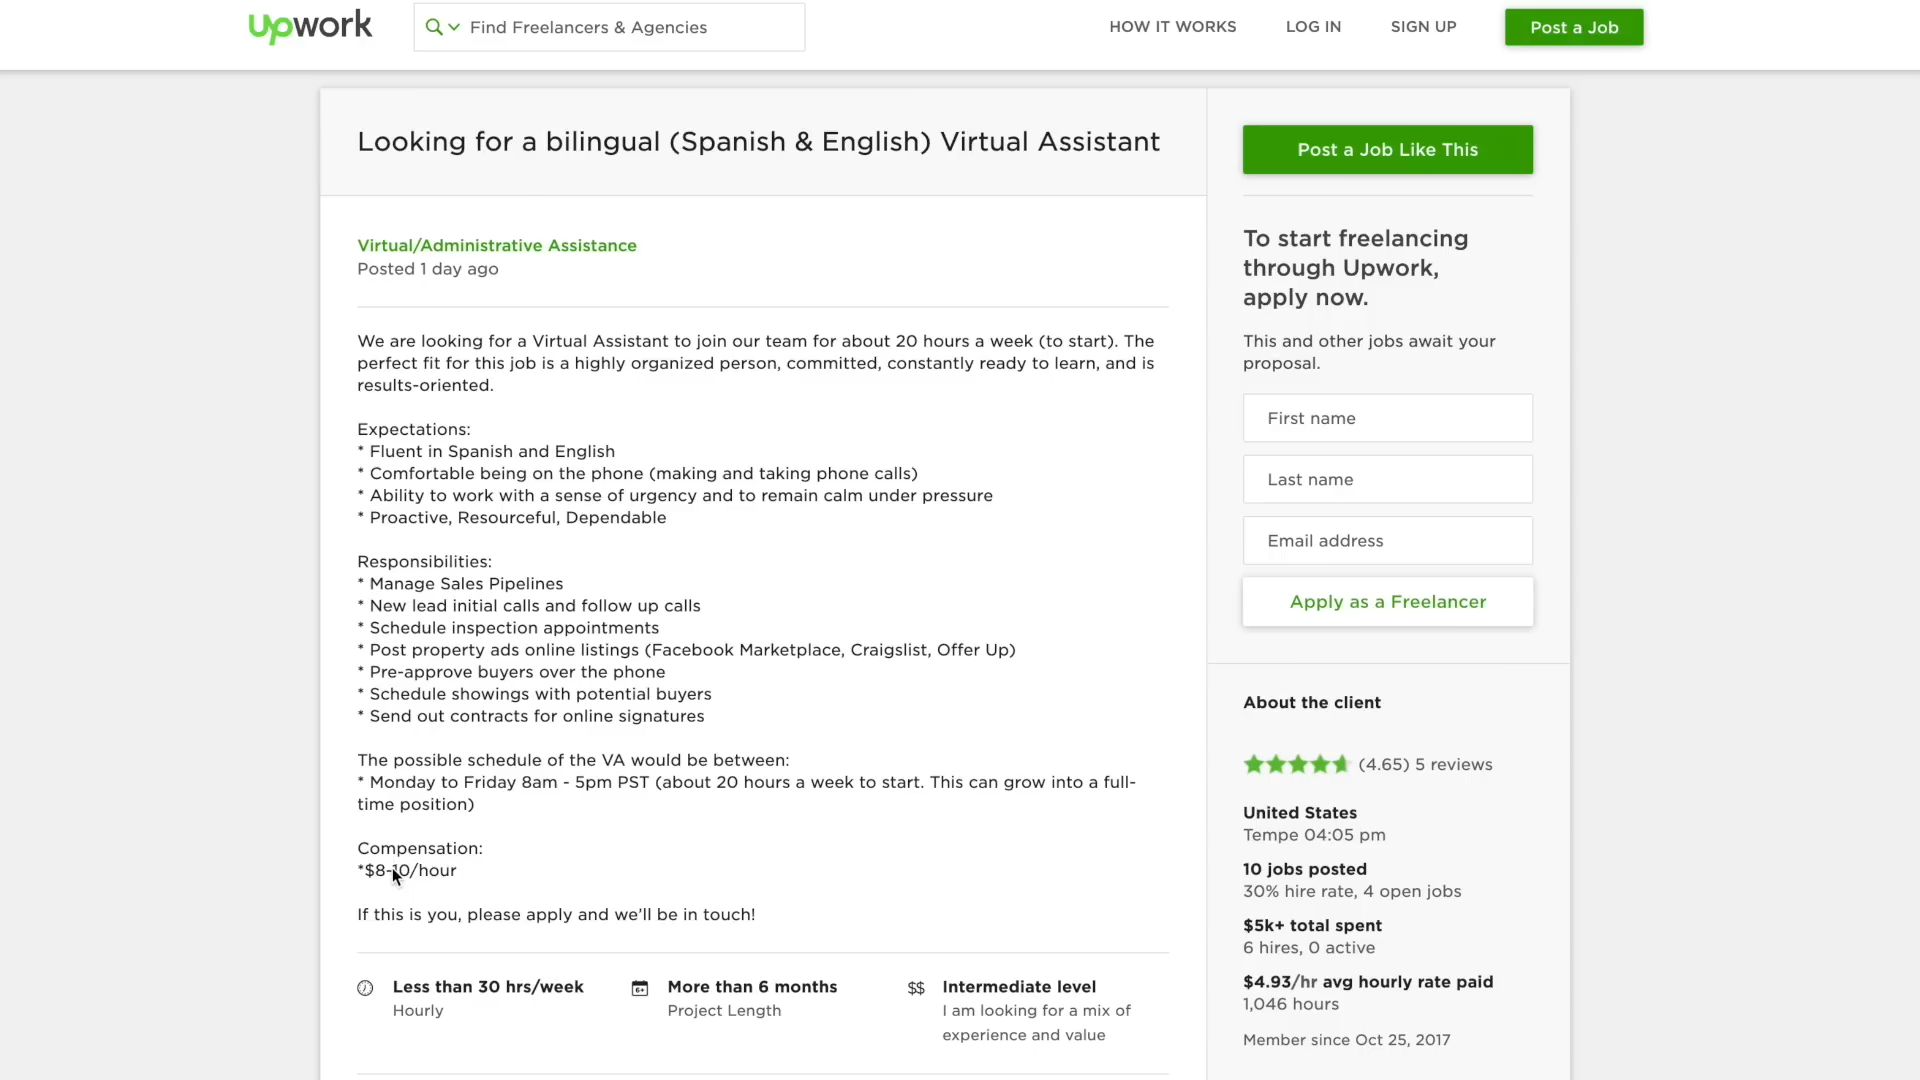 upwork
Find Freelancers & Agencies
HOW IT WORKS
LOG IN
SIGN UP
Post a Job
Looking for a bilingual (Spanish & English) Virtual Assistant
Virtual/Administrative Assistance
Posted 1 day ago
We are looking for a Virtual Assistant to join our team for about 20 hours a week (to start). The
perfect fit for this job is a highly organized person, committed, constantly ready to learn, and is
results-oriented.
Expectations:
* Fluent in Spanish and English
* Comfortable being on the phone (making and taking phone calls)
* Ability to work with a sense of urgency and to remain calm under pressure
* Proactive, Resourceful, Dependable
Responsibilities:
* Manage Sales Pipelines
* New lead initial calls and follow up calls
* Schedule inspection appointments
* Post property ads online listings (Facebook Marketplace, Craigslist, Offer Up)
* Pre-approve buyers over the phone
* Schedule showings with potential buyers
* Send out contracts for online signatures
The possible schedule of the VA would be between:
* Monday to Friday 8am - 5pm PST (about 20 hours a week to start. This can grow into a full-
time position)
Compensation:
*$8-10/hour
If this is you, please apply and we'll be in touch!
Less than 30 hrs/week
Hourly
6+
More than 6 months
Project Length
$$
Intermediate level
I am looking for a mix of
experience and value
Post a Job Like This
To start freelancing
through Upwork,
apply now.
This and other jobs await your
proposal.
First name
Last name
Email address
Apply as a Freelancer
About the client
(4.65) 5 reviews
United States
Tempe 04:05 pm
10 jobs posted
30% hire rate, 4 open jobs
$5k+ total spent
6 hires, 0 active
$4.93/hr avg hourly rate paid
1,046 hours
Member since Oct 25, 2017